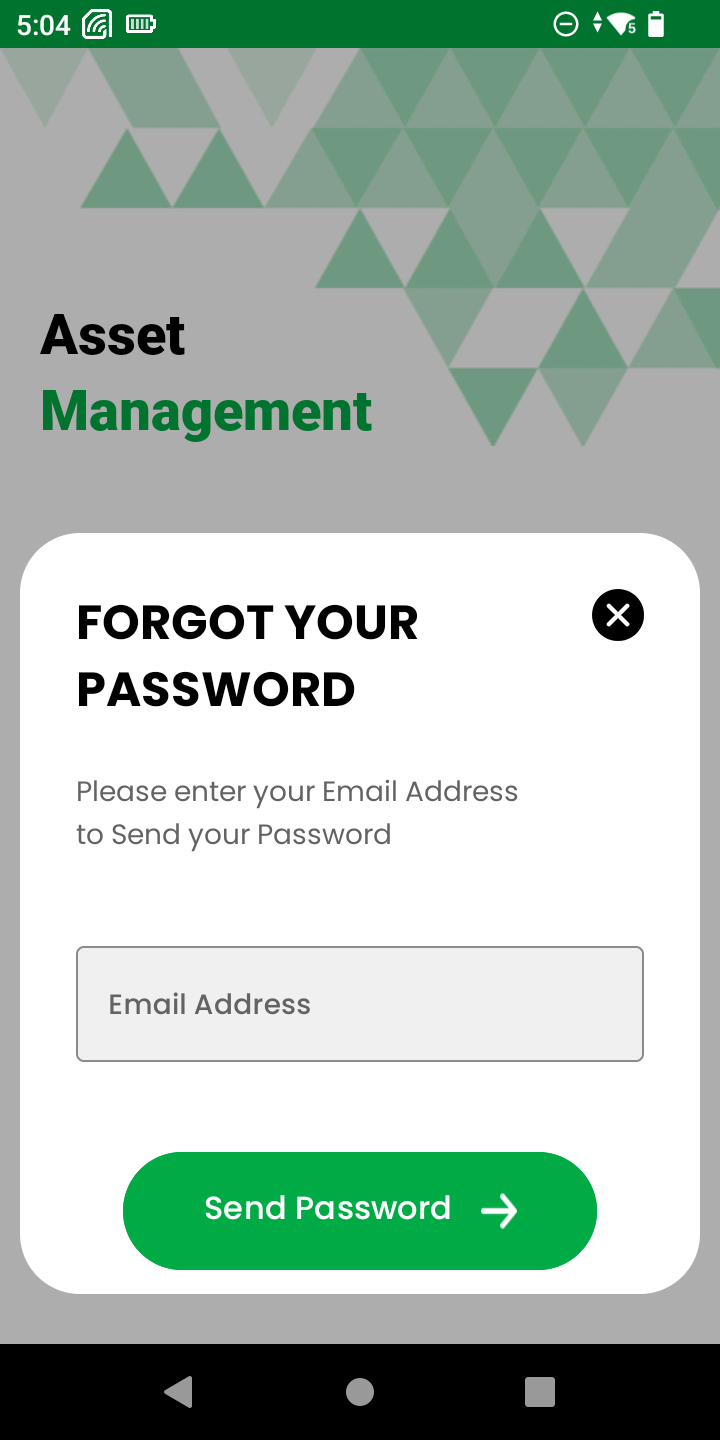 5:04
5
Asset
Management
FORGOT YOUR
PASSWORD
Please enter your Email Address
to Send your Password
Email Address
Send Password